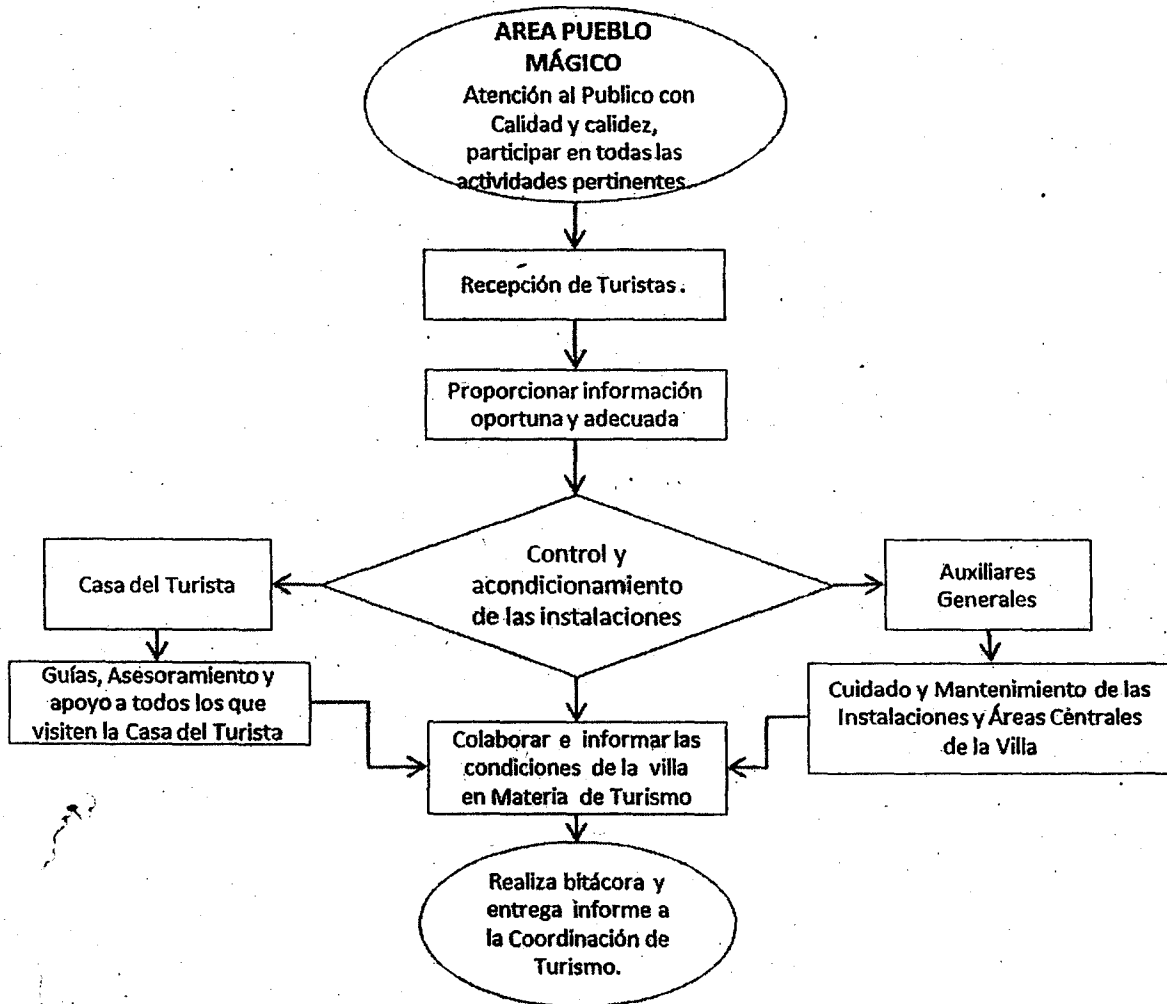 AREA PUEBLO
MÁGICO
Atención al Publico con
Calidad y calidez,
participar en todas las
actividades pertinentes.
Recepción de Turistas.
Proporcionar información
oportuna y adecuada
Control y
acondicionamiento
de las instalaciones
Casa del Turista
Auxiliares
Generales
Guías, Asesoramiento y
apoyo a todos los que
visiten la Casa del Turista
Cuidado y Mantenimiento de las
Instalaciones y Áreas Céntrales
de la Villa
Colaborar e informar las
condiciones de la villa
en Materia de Turismo
Realiza bitácora y
entrega informe a
la Coordinación de
Turismo.